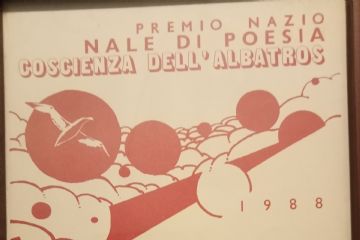 PREMIO NAZIO
NALE DI POESIA
COSCIENZA DELL'ALBATROS
1988